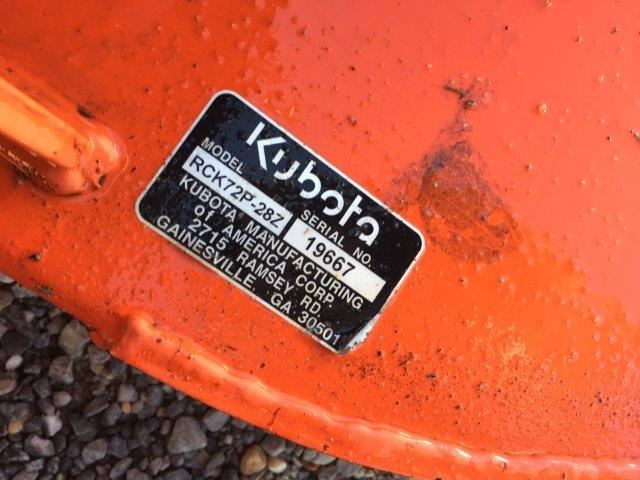 Kubota
MODEL SERIAL NO.
RCK72P-28Z 19667
KUBOTA MANUFACTURING
of AMERICA CORP.
2715 RAMSEY RD.
GAINESVILLE, GA 30501